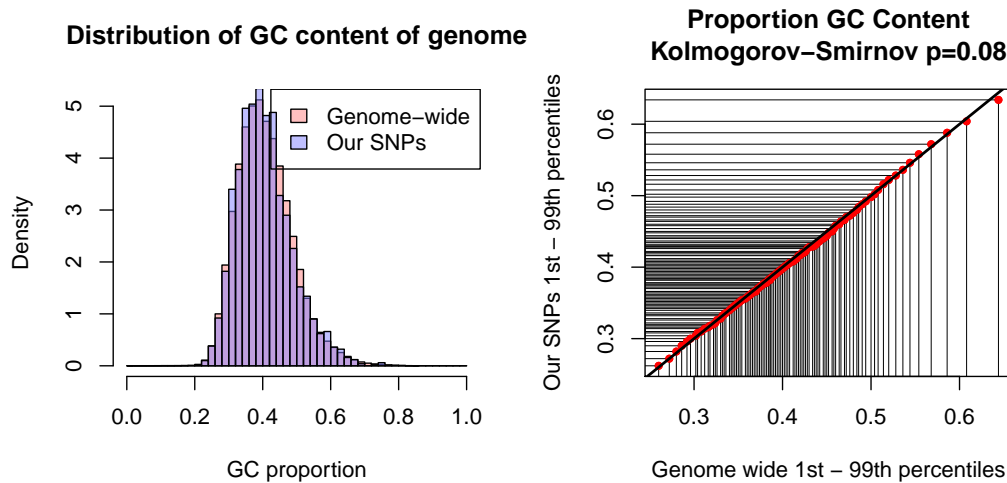 Distribution of GC content of genome
Genome−wide
Our SNPs
Density
0
1
2
3
4
5
0.0
0.2
0.4
0.6
0.8
1.0
GC proportion
Proportion GC Content
Kolmogorov−Smirnov p=0.08
Our SNPs 1st − 99th percentiles
0.3
0.4
0.5
0.6
0.3
0.4
0.5
0.6
Genome wide 1st − 99th percentiles